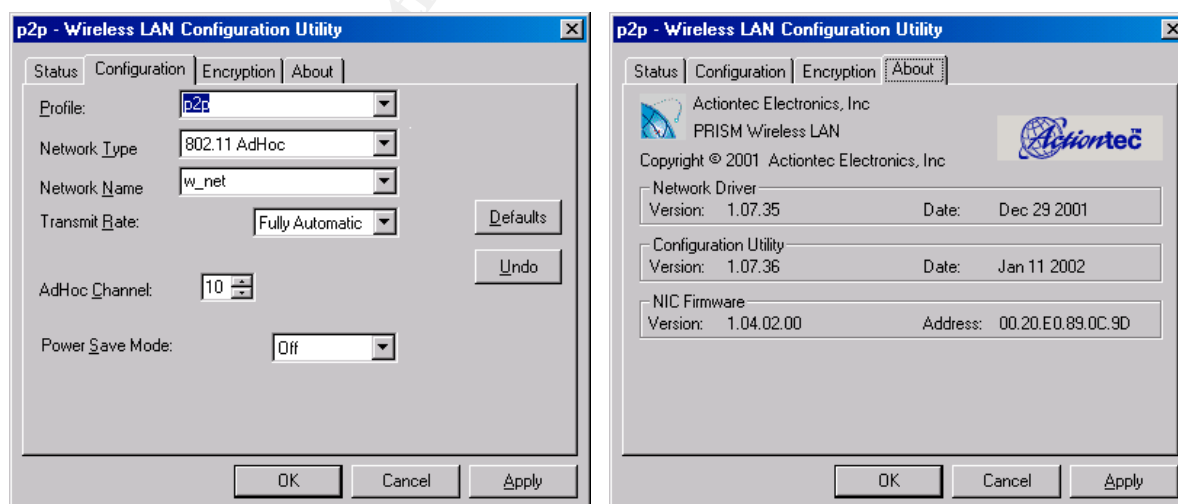 p2p - Wireless LAN Configuration Utility
Status Configuration Encryption About
Profile: p2p
Network Type 802.11 AdHoc
Network Name w_net
Transmit Rate: Fully Automatic
Defaults
Undo
AdHoc Channel: 10
Power Save Mode: Off
OK Cancel Apply
p2p - Wireless LAN Configuration Utility
Status Configuration Encryption About
Actiontec Electronics, Inc
PRISM Wireless LAN
Actiontec™
Copyright © 2001 Actiontec Electronics, Inc
Network Driver
Version: 1.07.35 Date: Dec 29 2001
Configuration Utility
Version: 1.07.36 Date: Jan 11 2002
NIC Firmware
Version: 1.04.02.00 Address: 00.20.E0.89.0C.9D
OK Cancel Apply